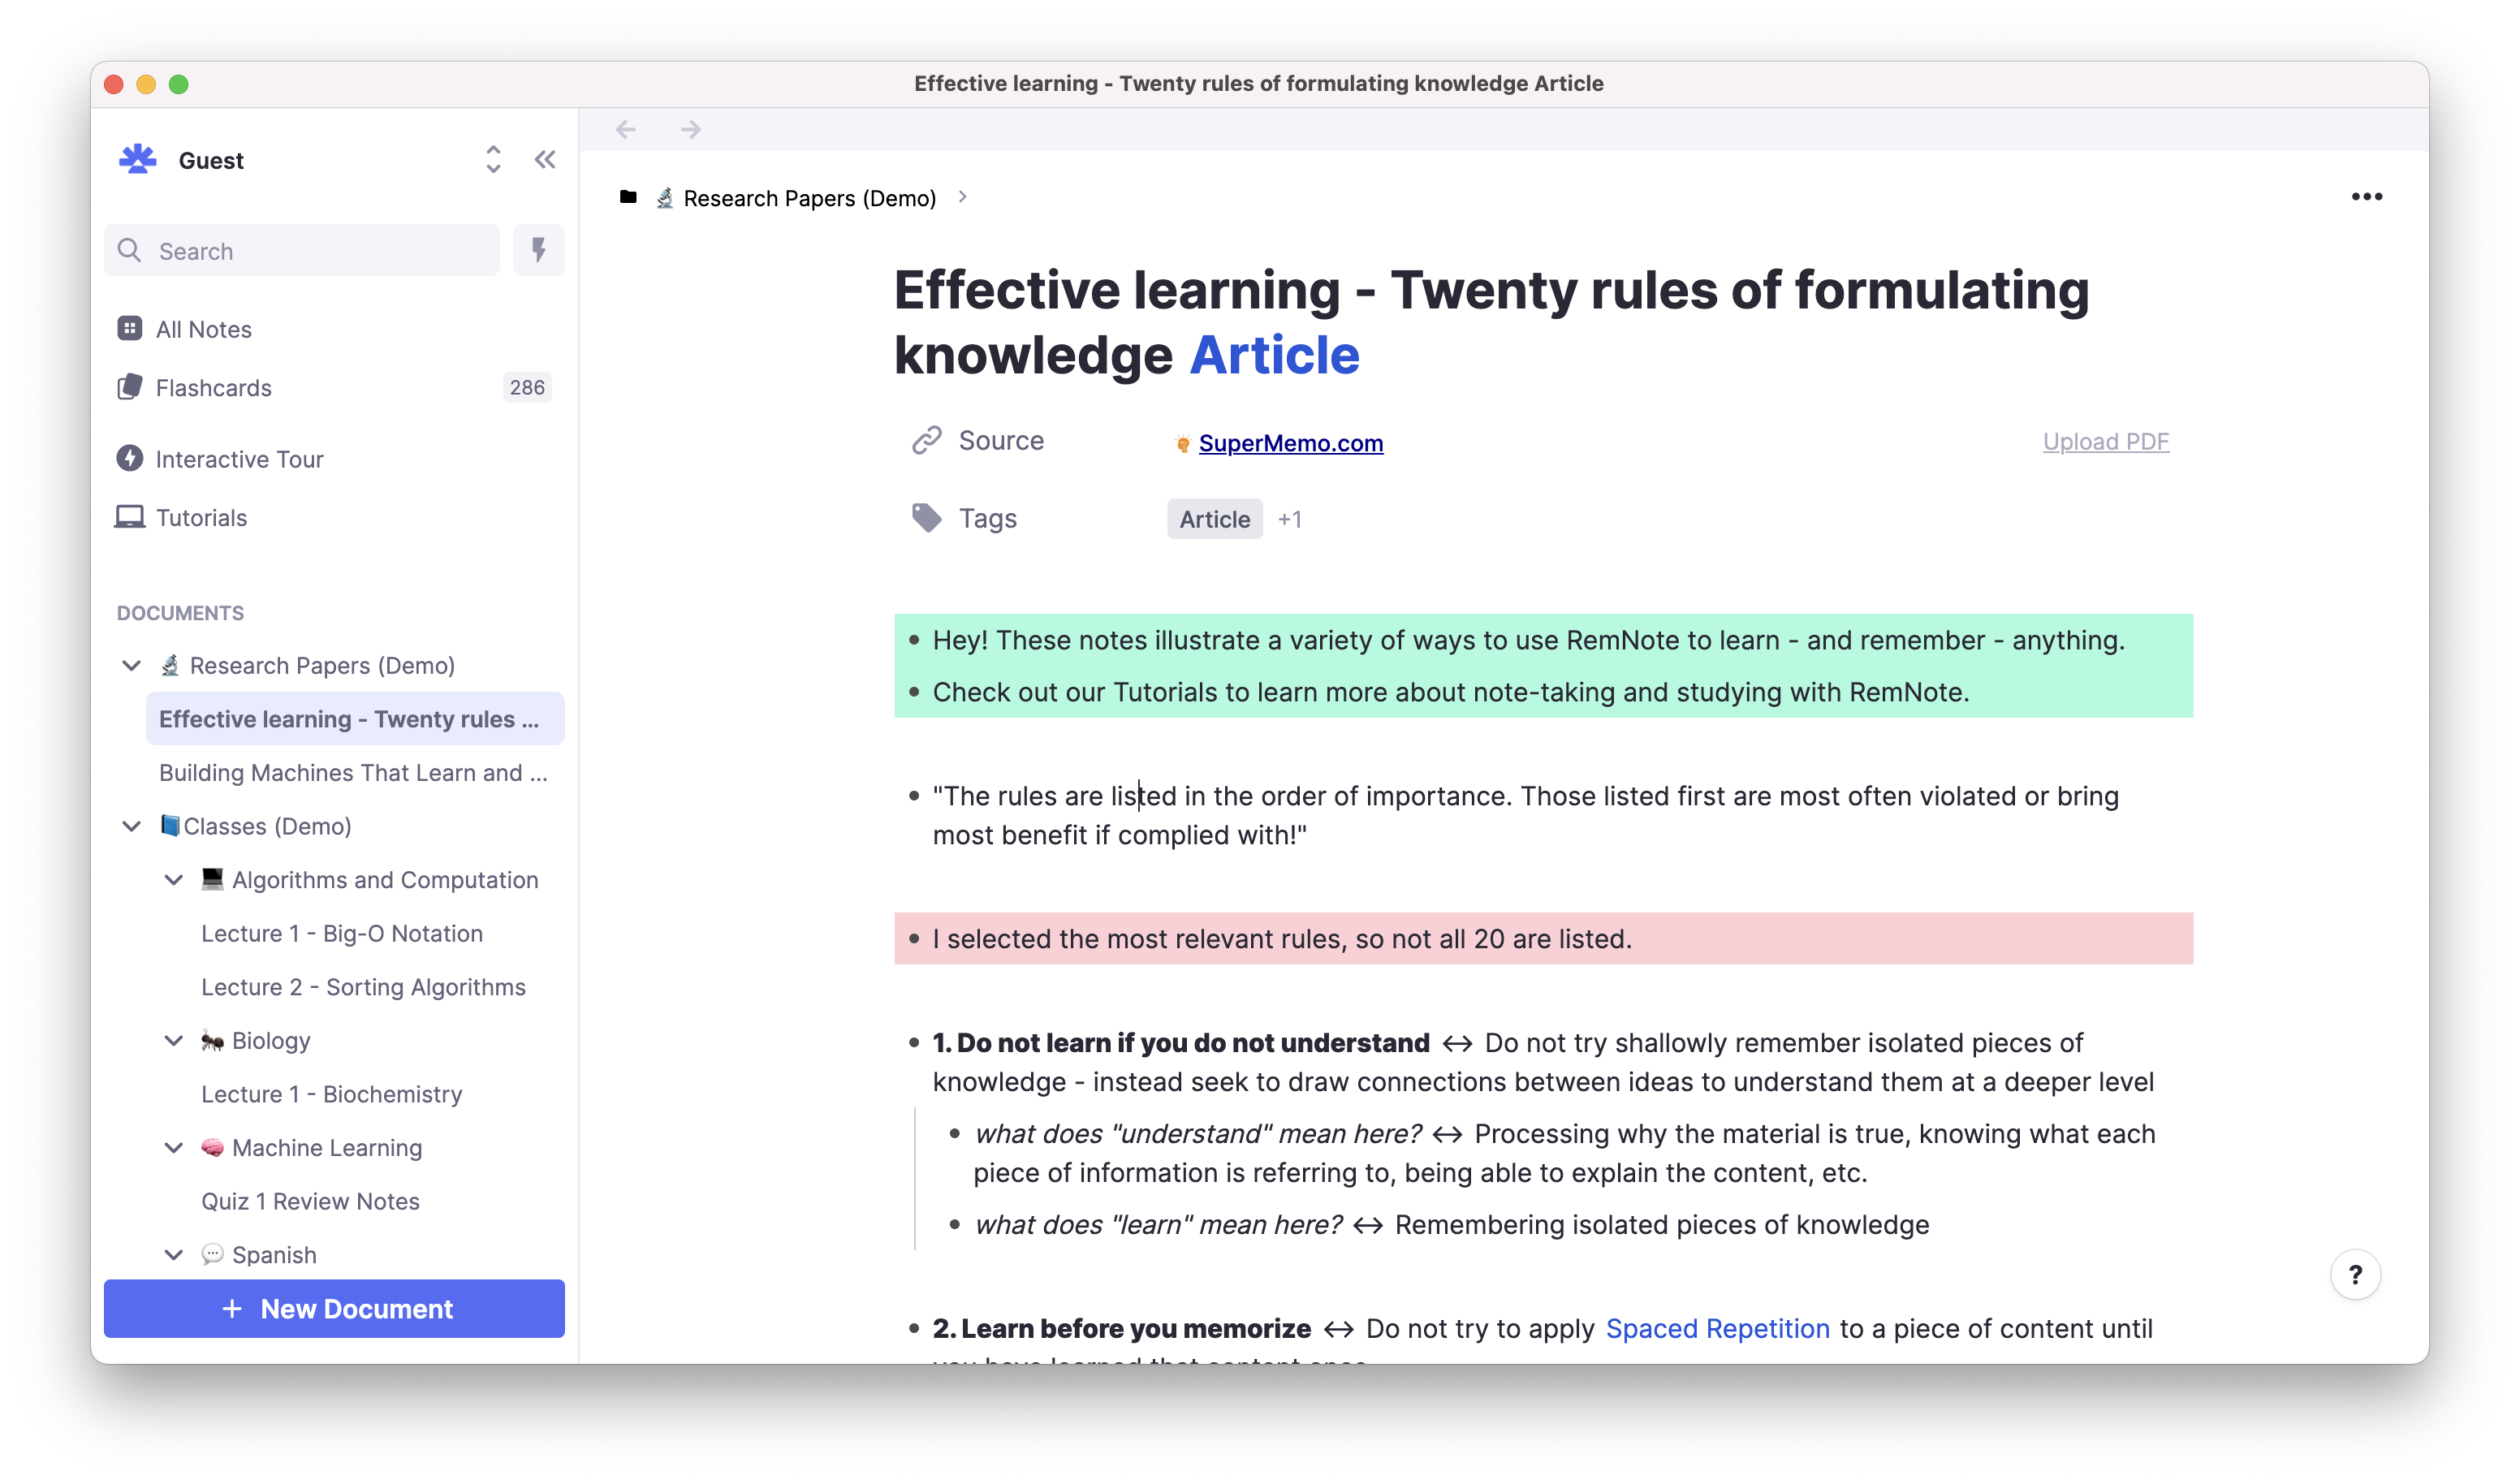 Effective learning - Twenty rules of formulating knowledge Article
Guest
Search
All Notes
Flashcards
286
Interactive Tour
Tutorials
DOCUMENTS
Research Papers (Demo)
Effective learning - Twenty rules ...
Building Machines That Learn and ...
Classes (Demo)
Algorithms and Computation
Lecture 1 - Big-O Notation
Lecture 2 - Sorting Algorithms
Biology
Lecture 1 - Biochemistry
Machine Learning
Quiz 1 Review Notes
Spanish
+ New Document
Research Papers (Demo) >
Effective learning - Twenty rules of formulating
knowledge Article
Source
SuperMemo.com
Upload PDF
Tags
Article
+1
• Hey! These notes illustrate a variety of ways to use RemNote to learn - and remember - anything.
• Check out our Tutorials to learn more about note-taking and studying with RemNote.
• "The rules are listed in the order of importance. Those listed first are most often violated or bring
most benefit if complied with!"
• I selected the most relevant rules, so not all 20 are listed.
• 1. Do not learn if you do not understand ↔ Do not try shallowly remember isolated pieces of
knowledge - instead seek to draw connections between ideas to understand them at a deeper level
• what does "understand" mean here? ↔ Processing why the material is true, knowing what each
piece of information is referring to, being able to explain the content, etc.
• what does "learn" mean here? ↔ Remembering isolated pieces of knowledge
• 2. Learn before you memorize ↔ Do not try to apply Spaced Repetition to a piece of content until
you have learned that content once
?